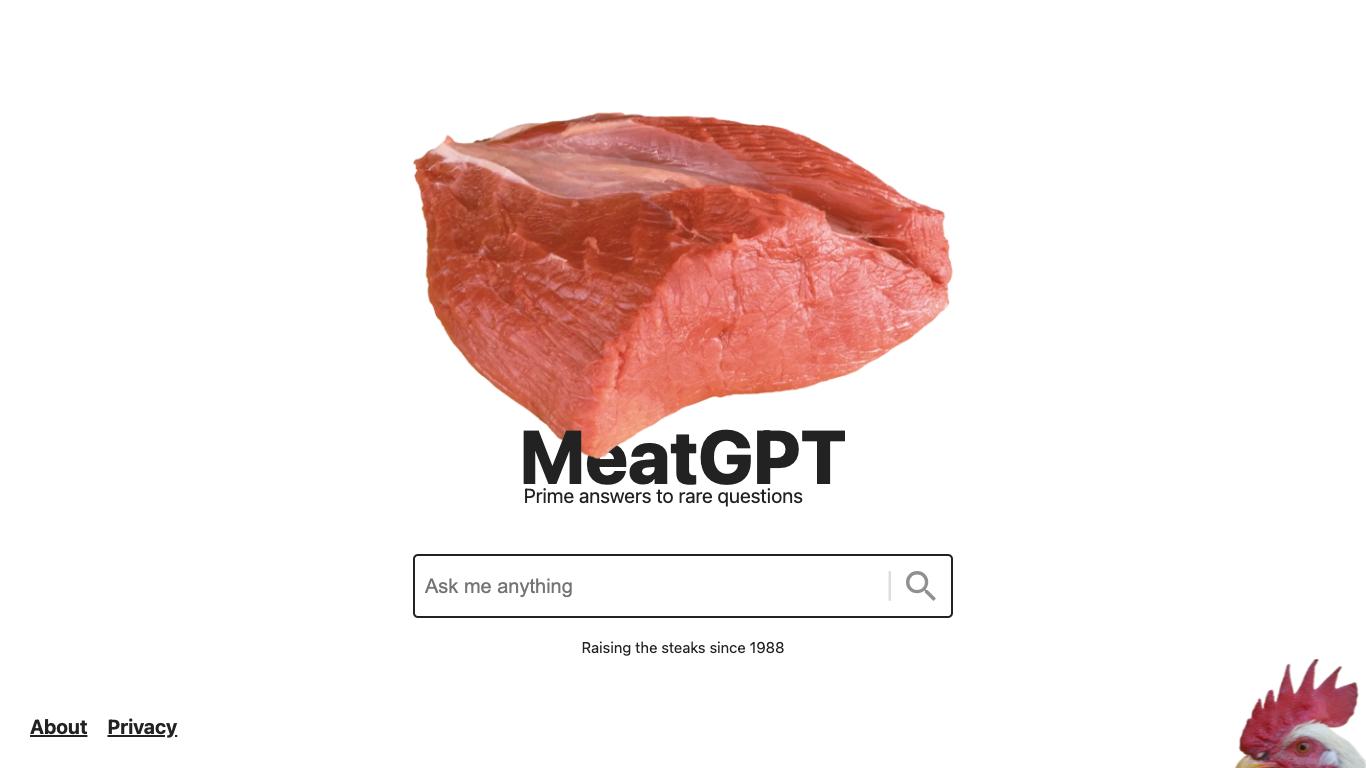 MeatGPT
Prime answers to rare questions
Ask me anything
Raising the steaks since 1988
About Privacy